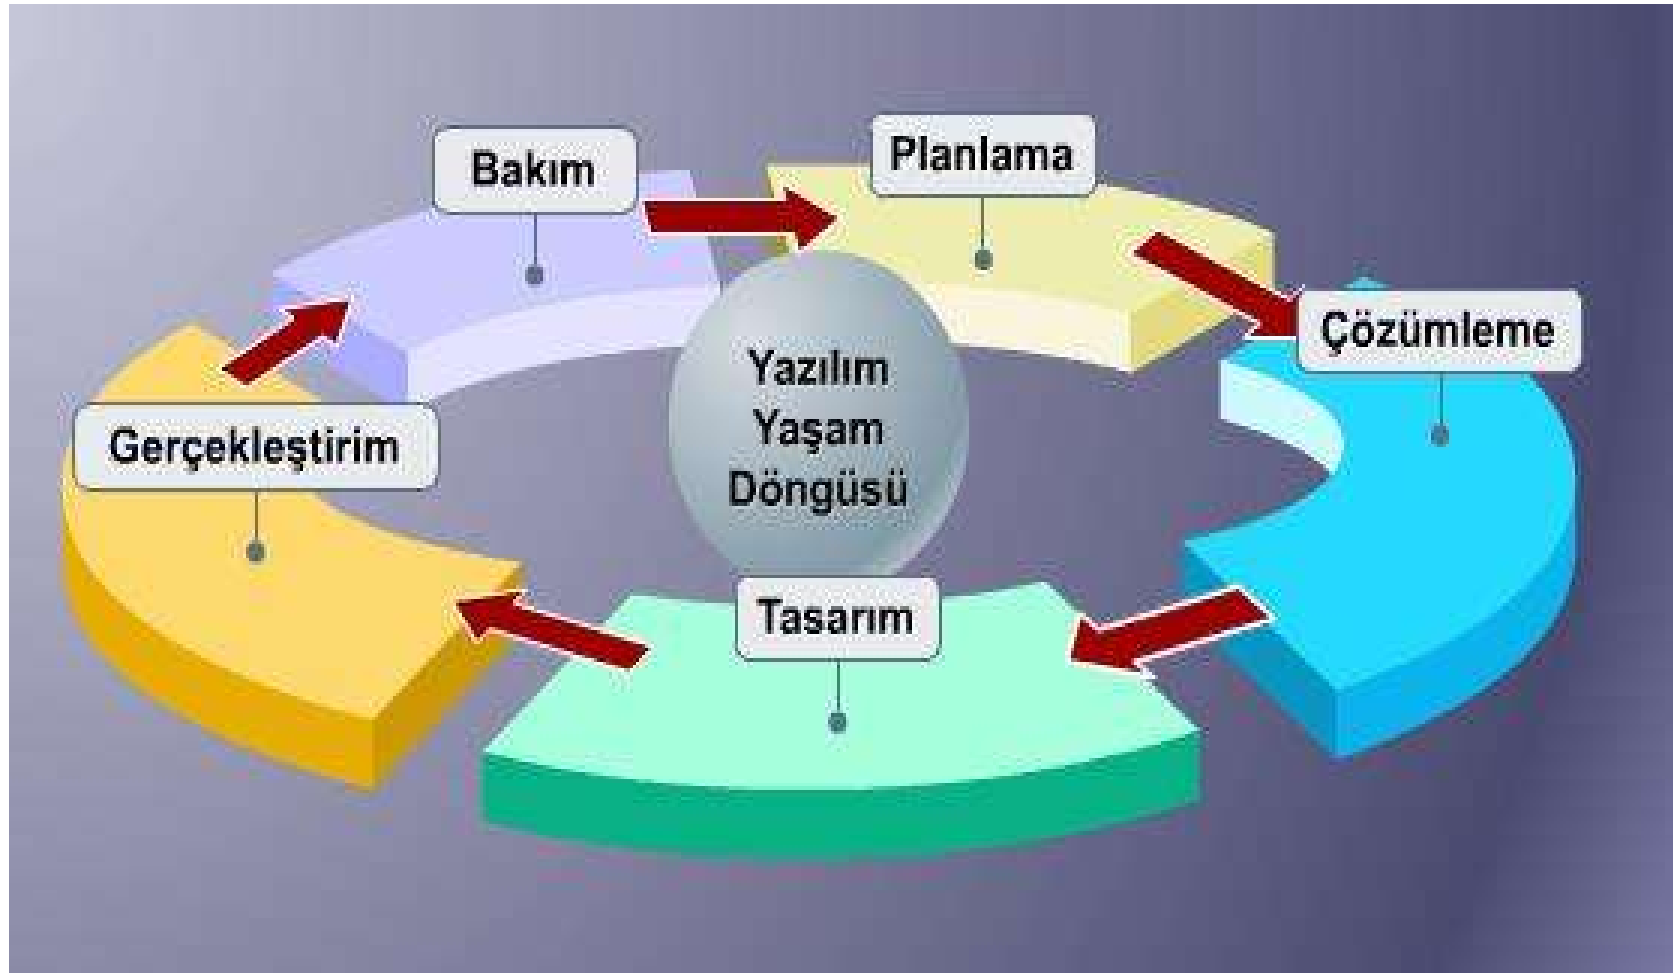 Bakım
Planlama
Çözümleme
Yazılım
Yaşam
Döngüsü
Gerçekleştirim
Tasarım